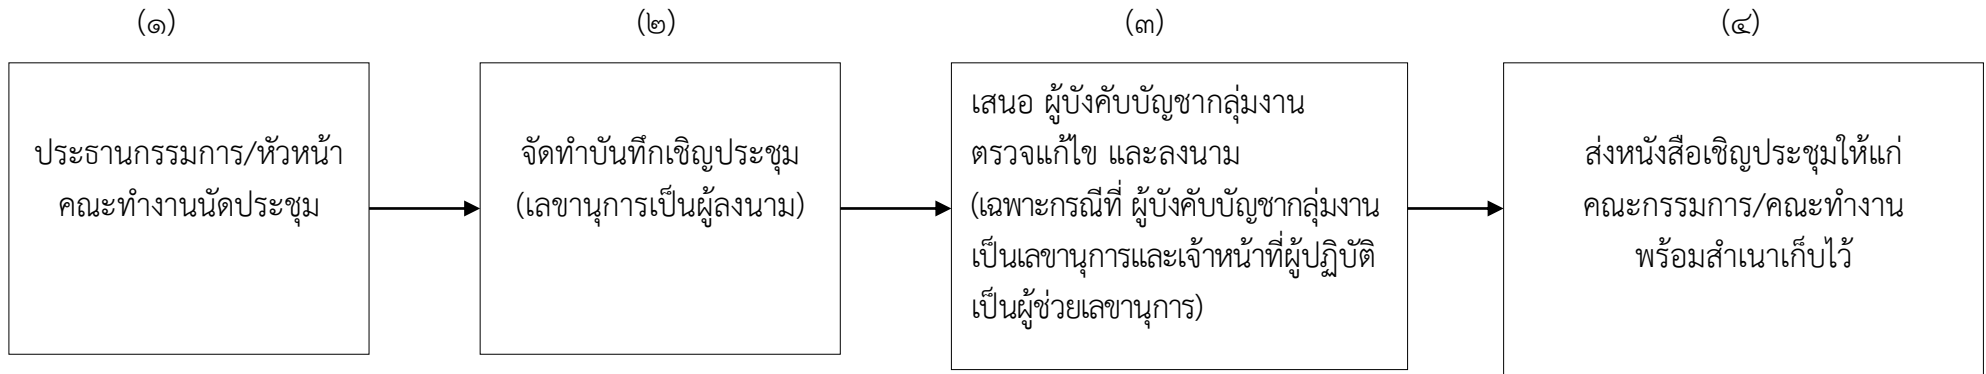 (๑) (๒) (๓) (๔)
ประธานกรรมการ/หัวหน้า
คณะทำงานนัดประชุม
จัดทำบันทึกเชิญประชุม
(เลขานุการเป็นผู้ลงนาม)
เสนอ ผู้บังคับบัญชากลุ่มงาน
ตรวจแก้ไข และลงนาม
(เฉพาะกรณีที่ ผู้บังคับบัญชากลุ่มงาน
เป็นเลขานุการและเจ้าหน้าที่ผู้ปฏิบัติ
เป็นผู้ช่วยเลขานุการ)
ส่งหนังสือเชิญประชุมให้แก่
คณะกรรมการ/คณะทำงาน
พร้อมสำเนาเก็บไว้